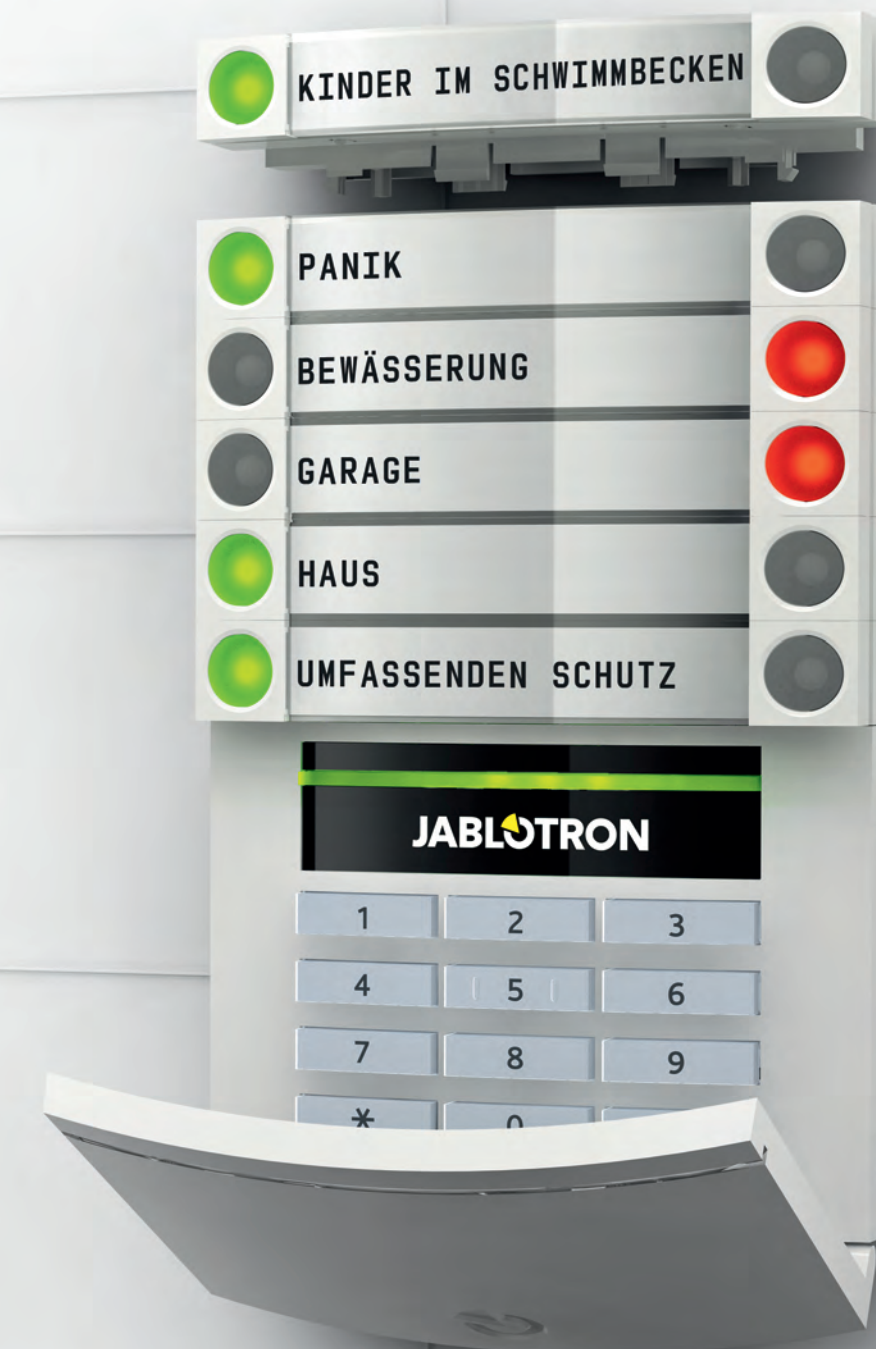 KINDER IM SCHWIMMBECKEN
PANIK
BEWÄSSERUNG
GARAGE
HAUS
UMFASSENDEN SCHUTZ
JABLOTRON
1 2 3
4 5 6
7 8 9
* 0